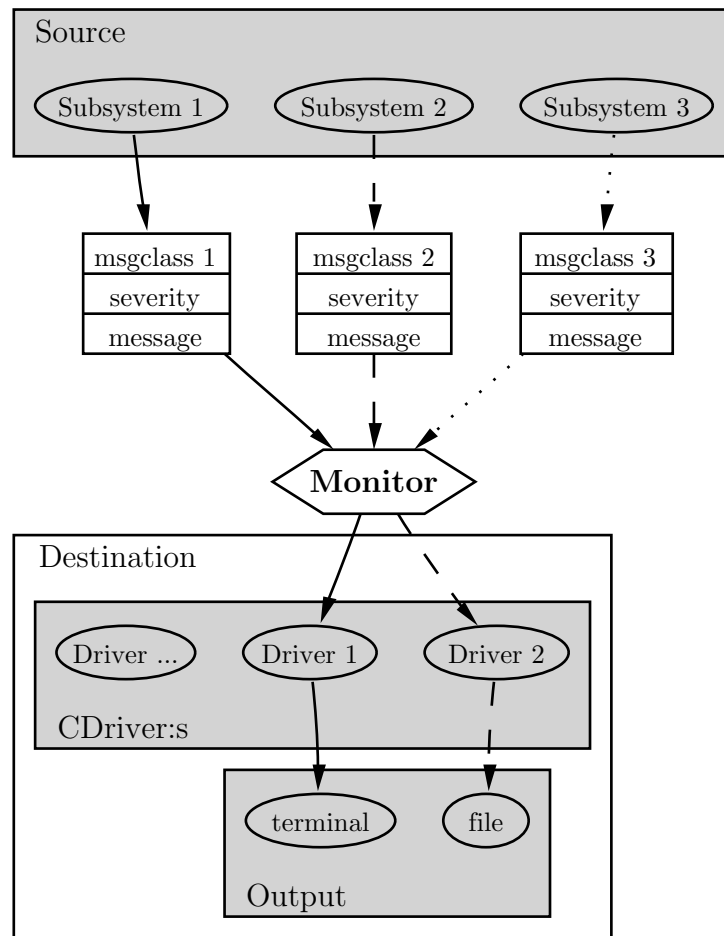 Source
Subsystem 1
Subsystem 2
Subsystem 3
msgclass 1
severity
message
msgclass 2
severity
message
msgclass 3
severity
message
Monitor
Destination
Driver ...
Driver 1
Driver 2
CDriver:s
terminal
file
Output